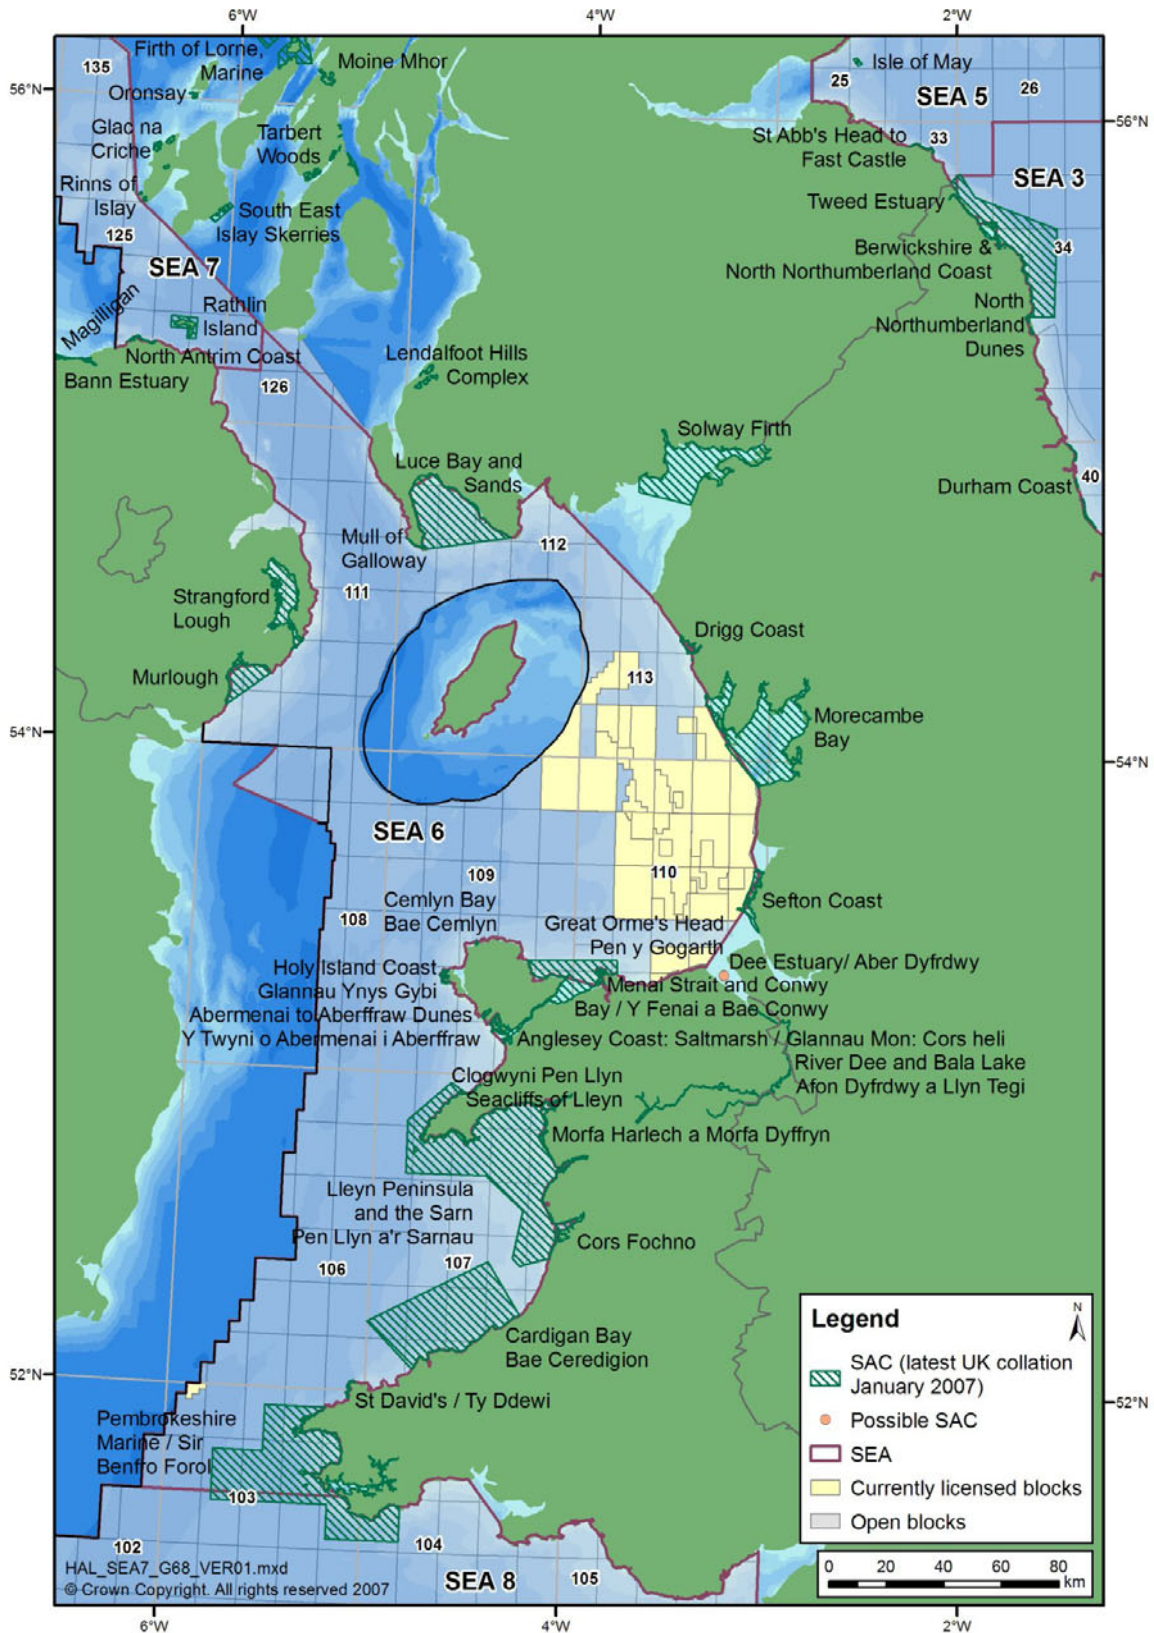 6°W
4°W
2°W
Firth of Lorne,
Marine
Moine Mhor
Isle of May
135
25
26
SEA 5
56°N
56°N
Oronsay
Glac na
Criche
Tarbert
Woods
St Abb's Head to
Fast Castle
33
SEA 3
Rinns of
Islay
South East
Islay Skerries
Tweed Estuary
125
SEA 7
Berwickshire &
North Northumberland Coast
34
Magilligan
Rathlin
Island
North
Northumberland
Dunes
North Antrim Coast
Bann Estuary
126
Lendalfoot Hills
Complex
Solway Firth
Luce Bay and
Sands
Durham Coast
40
Mull of
Galloway
112
111
Strangford
Lough
Drigg Coast
Murlough
113
Morecambe
Bay
54°N
54°N
SEA 6
109
110
Cemlyn Bay
Bae Cemlyn
Sefton Coast
108
Great Orme's Head
Pen y Gogarth
Holy Island Coast
Glannau Ynys Gybi
Dee Estuary/ Aber Dyfrdwy
Menai Strait and Conwy
Bay / Y Fenai a Bae Conwy
Abermenai to Aberffraw Dunes
Y Twyni o Abermenai i Aberffraw
Anglesey Coast: Saltmarsh / Glannau Mon: Cors heli
River Dee and Bala Lake
Afon Dyfrdwy a Llyn Tegi
Clogwyni Pen Llyn
Seacliffs of Lleyn
Morfa Harlech a Morfa Dyffryn
Lleyn Peninsula
and the Sarn
Pen Llyn a'r Sarnau
Cors Fochno
106
107
Cardigan Bay
Bae Ceredigion
52°N
52°N
St David's / Ty Ddewi
Pembrokeshire
Marine / Sir
Benfro Forol
103
102
104
105
SEA 8
HAL_SEA7_G68_VER01.mxd
© Crown Copyright. All rights reserved 2007
Legend
N
SAC (latest UK collation
January 2007)
Possible SAC
SEA
Currently licensed blocks
Open blocks
0 20 40 60 80
km
6°W
4°W
2°W